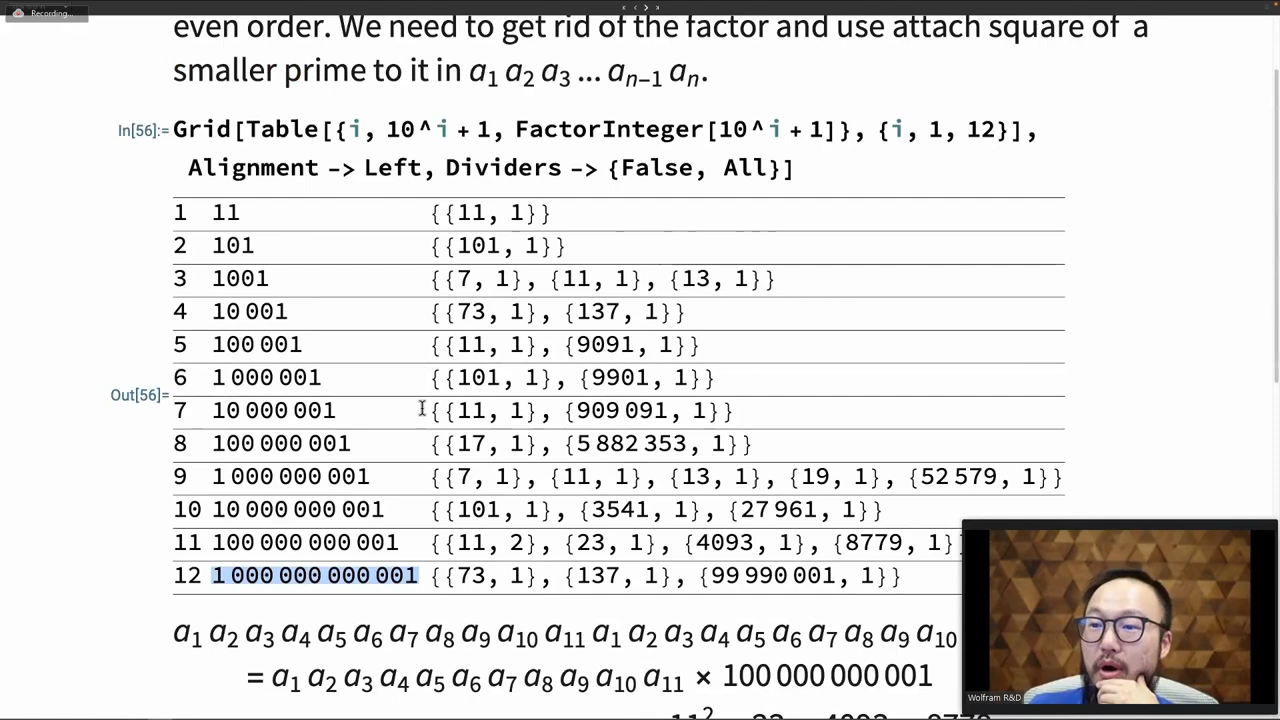 Recording...
even order. We need to get rid of the factor and use attach square of a
smaller prime to it in a₁ a₂ a₃ ... aₙ₋₁ aₙ.
In[56]:= Grid[Table[{i, 10^i + 1, FactorInteger[10^i + 1]}, {i, 1, 12}],
Alignment -> Left, Dividers -> {False, All}]
1 11 {{11, 1}}
2 101 {{101, 1}}
3 1001 {{7, 1}, {11, 1}, {13, 1}}
4 10 001 {{73, 1}, {137, 1}}
5 100 001 {{11, 1}, {9091, 1}}
6 1 000 001 {{101, 1}, {9901, 1}}
Out[56]=
7 10 000 001 {{11, 1}, {909 091, 1}}
8 100 000 001 {{17, 1}, {5 882 353, 1}}
9 1 000 000 001 {{7, 1}, {11, 1}, {13, 1}, {19, 1}, {52 579, 1}}
10 10 000 000 001 {{101, 1}, {3541, 1}, {27 961, 1}}
11 100 000 000 001 {{11, 2}, {23, 1}, {4093, 1}, {8779, 1}
12 1 000 000 000 001 {{73, 1}, {137, 1}, {99 990 001, 1}}
a₁ a₂ a₃ a₄ a₅ a₆ a₇ a₈ a₉ a₁₀ a₁₁ a₁ a₂ a₃ a₄ a₅ a₆ a₇ a₈ a₉ a₁₀
= a₁ a₂ a₃ a₄ a₅ a₆ a₇ a₈ a₉ a₁₀ a₁₁ × 100 000 000 001
Wolfram R&D